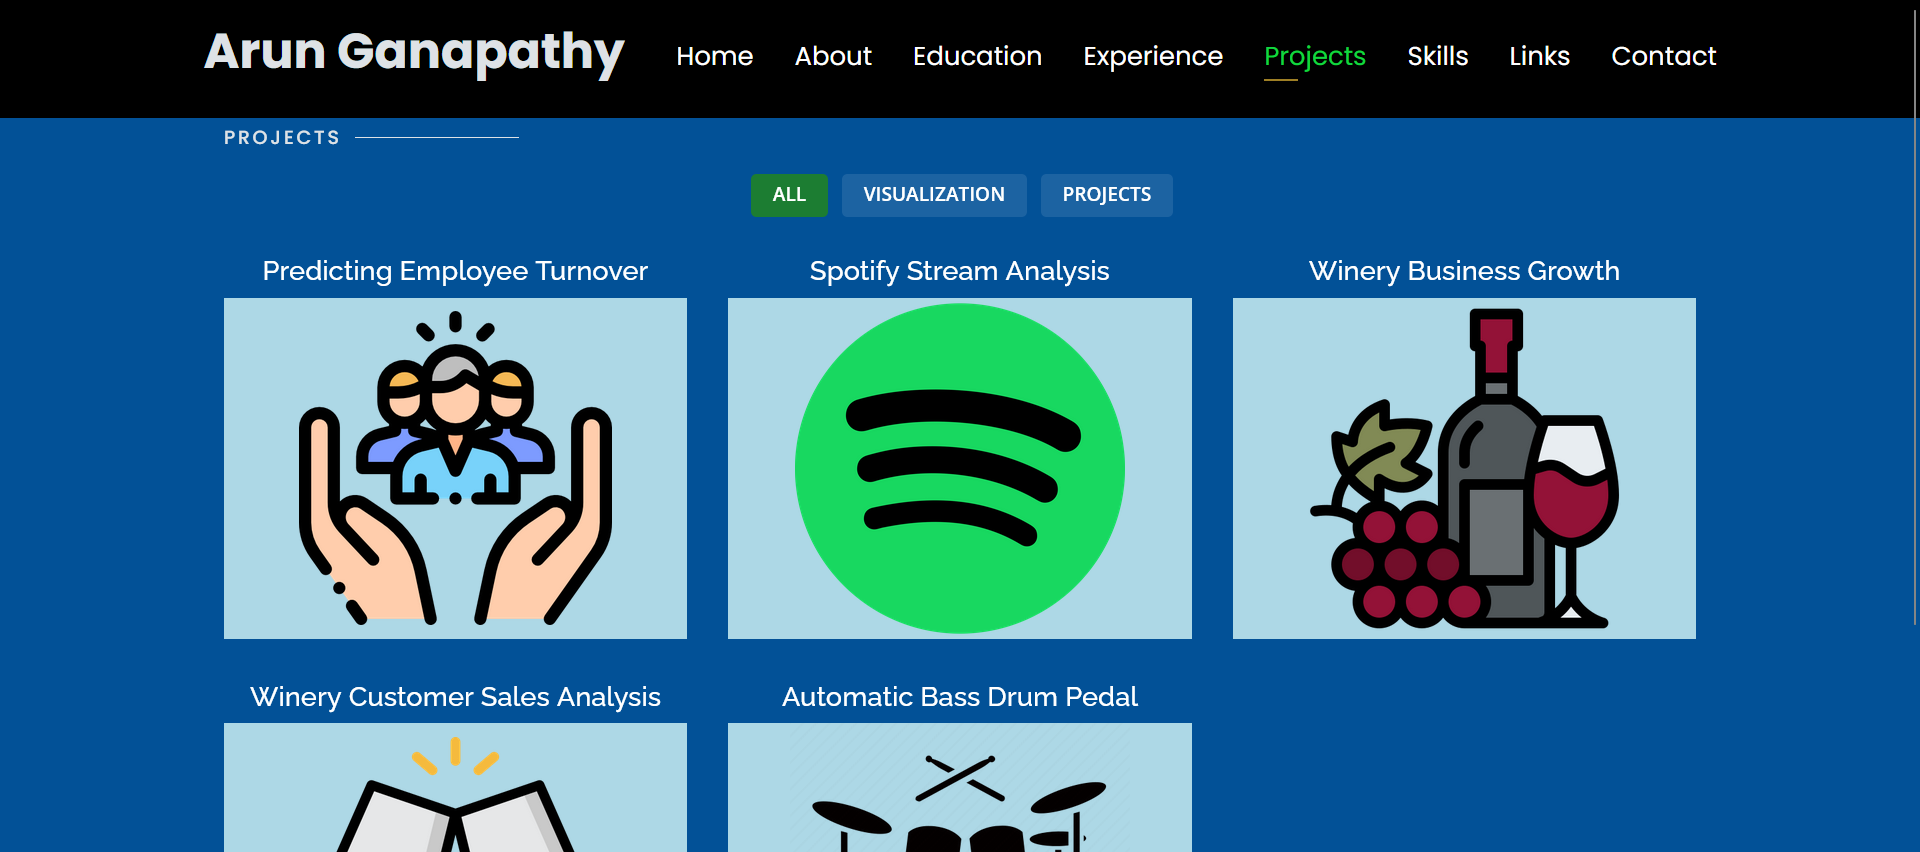 Arun Ganapathy Home About Education Experience Projects Skills Links Contact
PROJECTS
ALL VISUALIZATION PROJECTS
Predicting Employee Turnover Spotify Stream Analysis Winery Business Growth
Winery Customer Sales Analysis Automatic Bass Drum Pedal